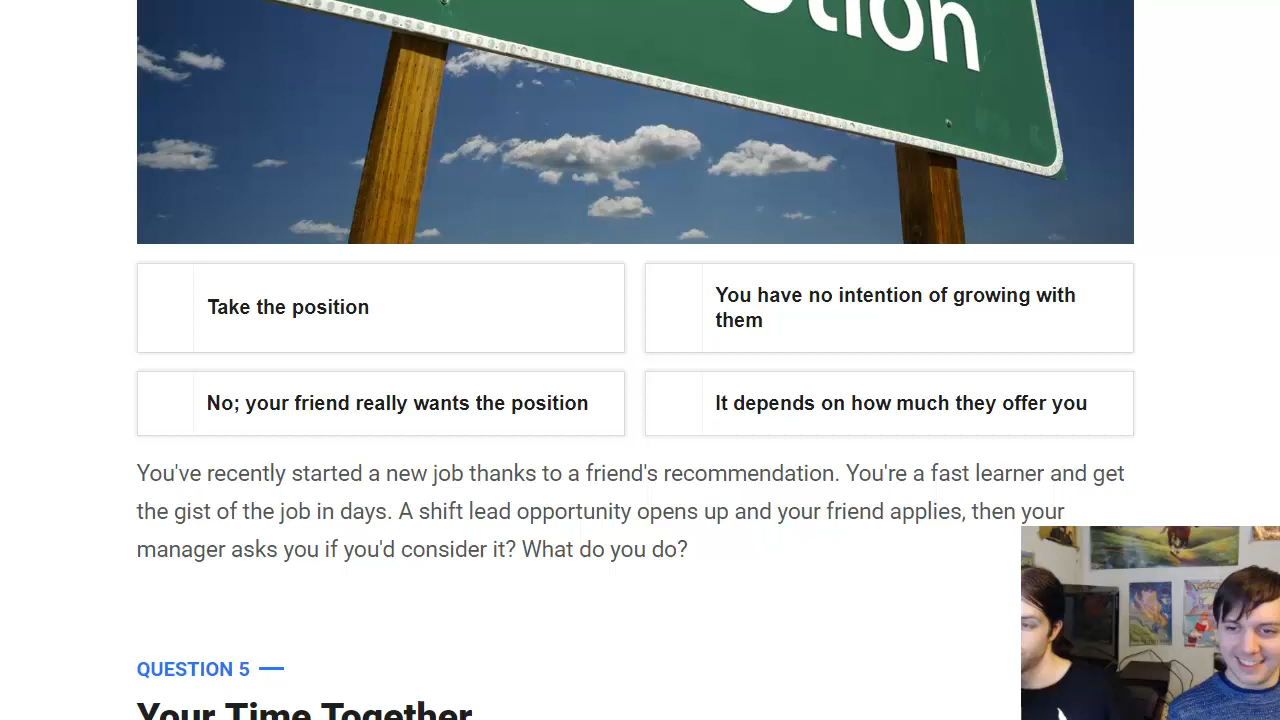 tion
Take the position
You have no intention of growing with
them
No; your friend really wants the position
It depends on how much they offer you
You've recently started a new job thanks to a friend's recommendation. You're a fast learner and get
the gist of the job in days. A shift lead opportunity opens up and your friend applies, then your
manager asks you if you'd consider it? What do you do?
QUESTION 5
Your Time Together